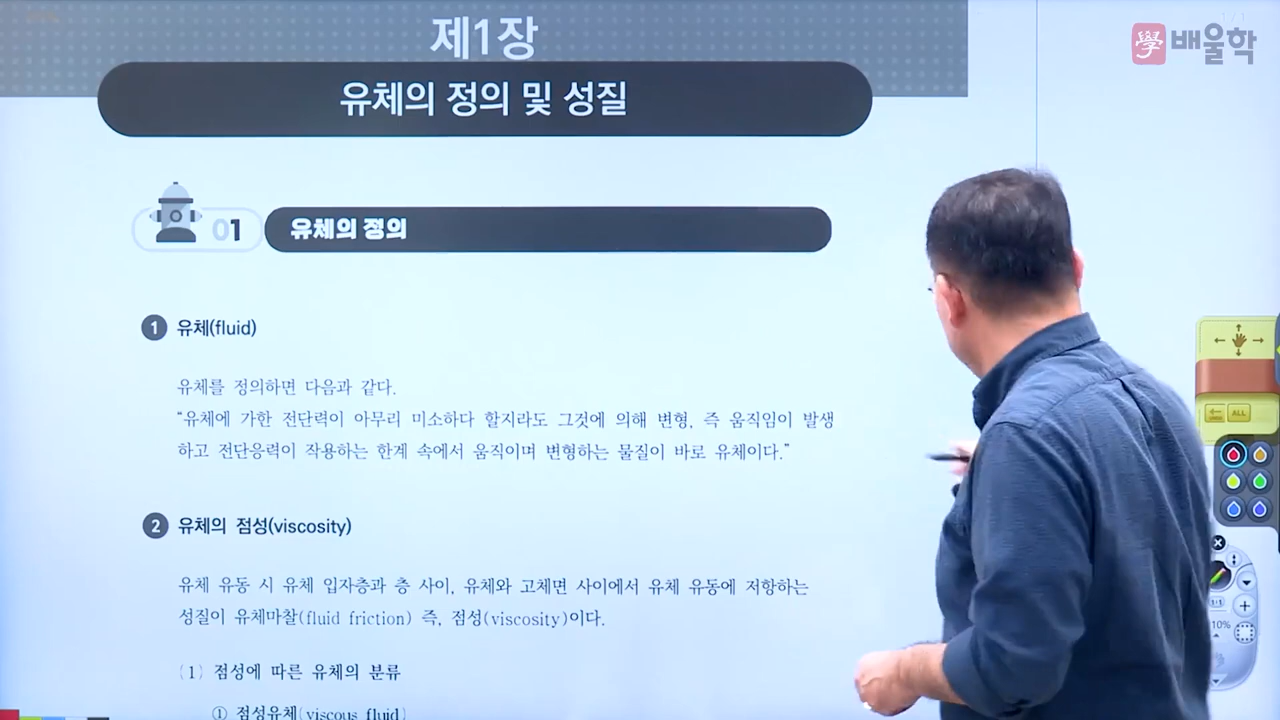 제1장
學 배울학
유체의 정의 및 성질
01 유체의 정의
1 유체(fluid)
유체를 정의하면 다음과 같다.
“유체에 가한 전단력이 아무리 미소하다 할지라도 그것에 의해 변형, 즉 움직임이 발생
하고 전단응력이 작용하는 한계 속에서 움직이며 변형하는 물질이 바로 유체이다.”
ALL
2 유체의 점성(viscosity)
유체 유동 시 유체 입자층과 층 사이, 유체와 고체면 사이에서 유체 유동에 저항하는
성질이 유체마찰(fluid friction) 즉, 점성(viscosity)이다.
10%
(1) 점성에 따른 유체의 분류
① 점성유체(viscous fluid)